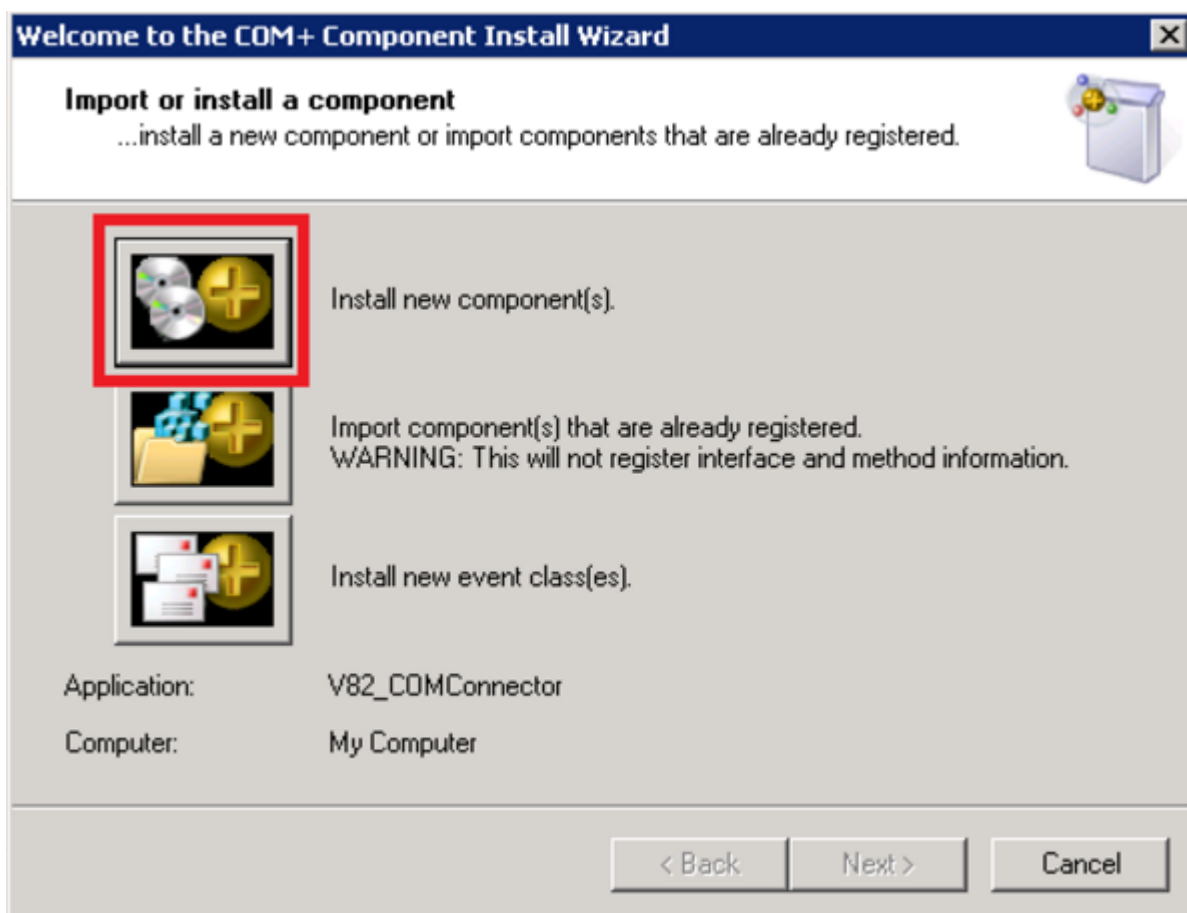 Welcome to the COM+ Component Install Wizard
Import or install a component
...install a new component or import components that are already registered.
Install new component(s).
Import component(s) that are already registered.
WARNING: This will not register interface and method information.
Install new event class(es).
Application: V82_COMConnector
Computer: My Computer
< Back Next > Cancel